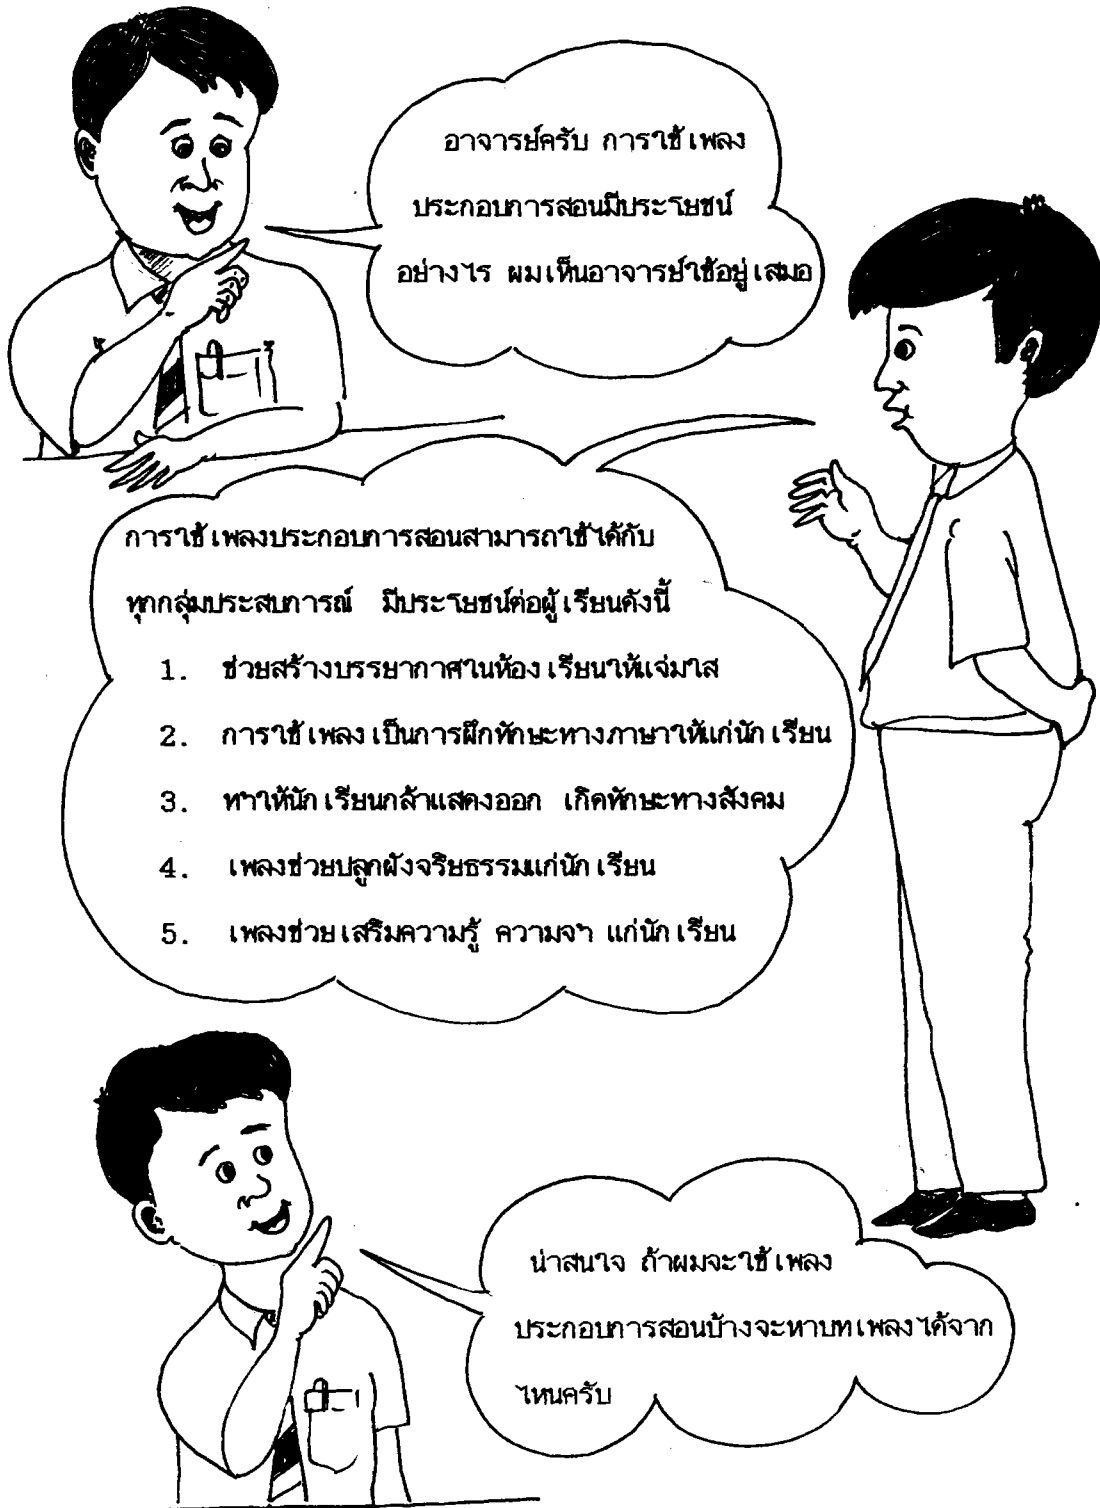 อาจารย์ครับ การใช้เพลง
ประกอบการสอนมีประโยชน์
อย่างไร ผมเห็นอาจารย์ใช้อยู่เสมอ
การใช้เพลงประกอบการสอนสามารถใช้ได้กับ
ทุกกลุ่มประสบการณ์ มีประโยชน์ต่อผู้เรียนดังนี้
1. ช่วยสร้างบรรยากาศในห้องเรียนให้แจ่มใส
2. การใช้เพลงเป็นการฝึกทักษะทางภาษาให้แก่นักเรียน
3. ทำให้นักเรียนกล้าแสดงออก เกิดทักษะทางสังคม
4. เพลงช่วยปลูกฝังจริยธรรมแก่นักเรียน
5. เพลงช่วยเสริมความรู้ ความจำ แก่นักเรียน
น่าสนใจ ถ้าผมจะใช้เพลง
ประกอบการสอนบ้างจะหาบทเพลงได้จาก
ไหนครับ